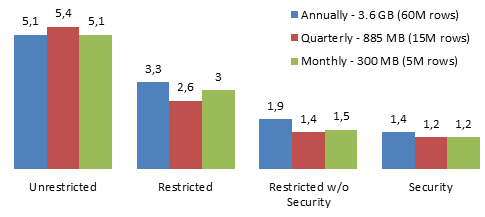 5,1
5,4
5,1
3,3
2,6
3
1,9
1,4
1,5
1,4
1,2
1,2
Annually - 3.6 GB (60M rows)
Quarterly - 885 MB (15M rows)
Monthly - 300 MB (5M rows)
Unrestricted
Restricted
Restricted w/o
Security
Security